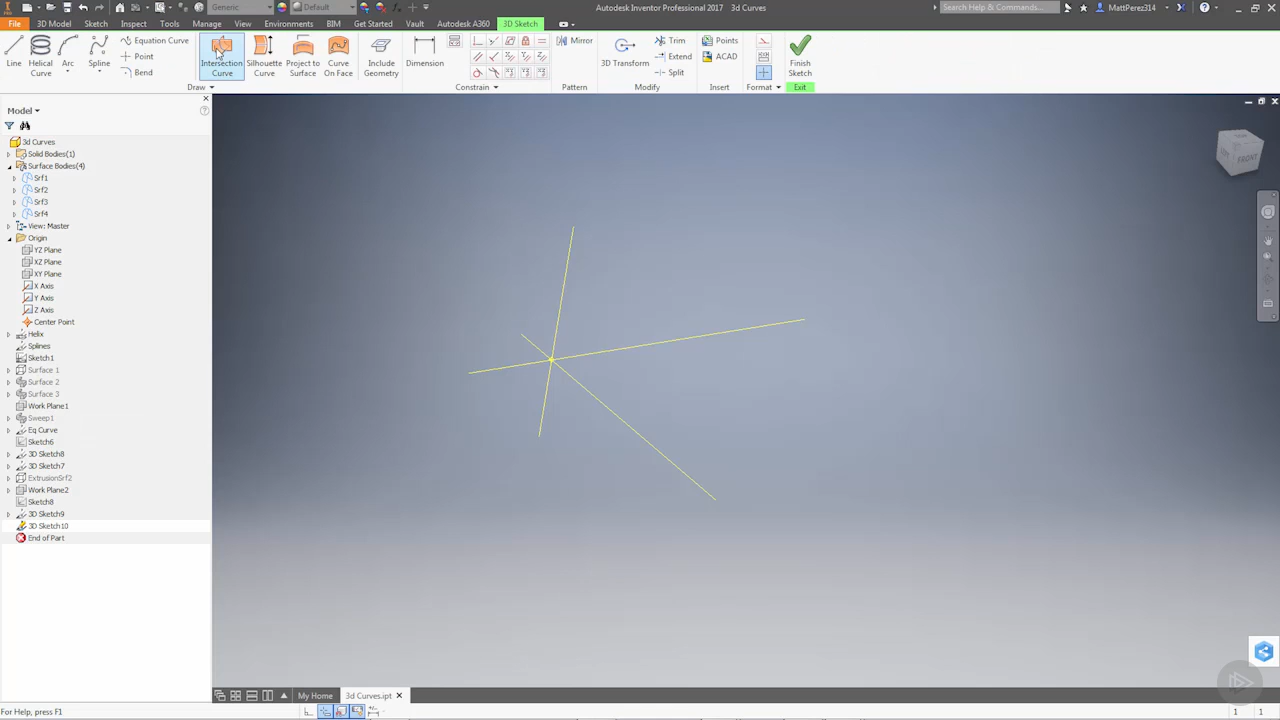 Generic
Default
Autodesk Inventor Professional 2017   3d Curves
Search Help & Commands...
MattPerez314
File
3D Model
Sketch
Inspect
Tools
Manage
View
Environments
BIM
Get Started
Vault
Autodesk A360
3D Sketch
Line
Helical Curve
Arc
Spline
Equation Curve
Point
Bend
Intersection Curve
Silhouette Curve
Project to Surface
Curve On Face
Include Geometry
Dimension
Mirror
3D Transform
Trim
Extend
Split
Points
ACAD
Finish Sketch
Draw
Constrain
Pattern
Modify
Insert
Format
Exit
Model
3d Curves
Solid Bodies(1)
Surface Bodies(4)
Srf1
Srf2
Srf3
Srf4
View: Master
Origin
YZ Plane
XZ Plane
XY Plane
X Axis
Y Axis
Z Axis
Center Point
Helix
Splines
Sketch1
Surface 1
Surface 2
Surface 3
Work Plane1
Sweep1
Eq Curve
Sketch6
3D Sketch8
3D Sketch7
ExtrusionSrf2
Work Plane2
Sketch8
3D Sketch9
3D Sketch10
End of Part
FRONT
My Home
3d Curves.ipt
For Help, press F1
1
1